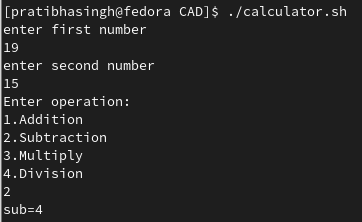 [pratibhasingh@fedora CAD]$ ./calculator.sh
enter first number
19
enter second number
15
Enter operation:
1.Addition
2.Subtraction
3.Multiply
4.Division
2
sub=4